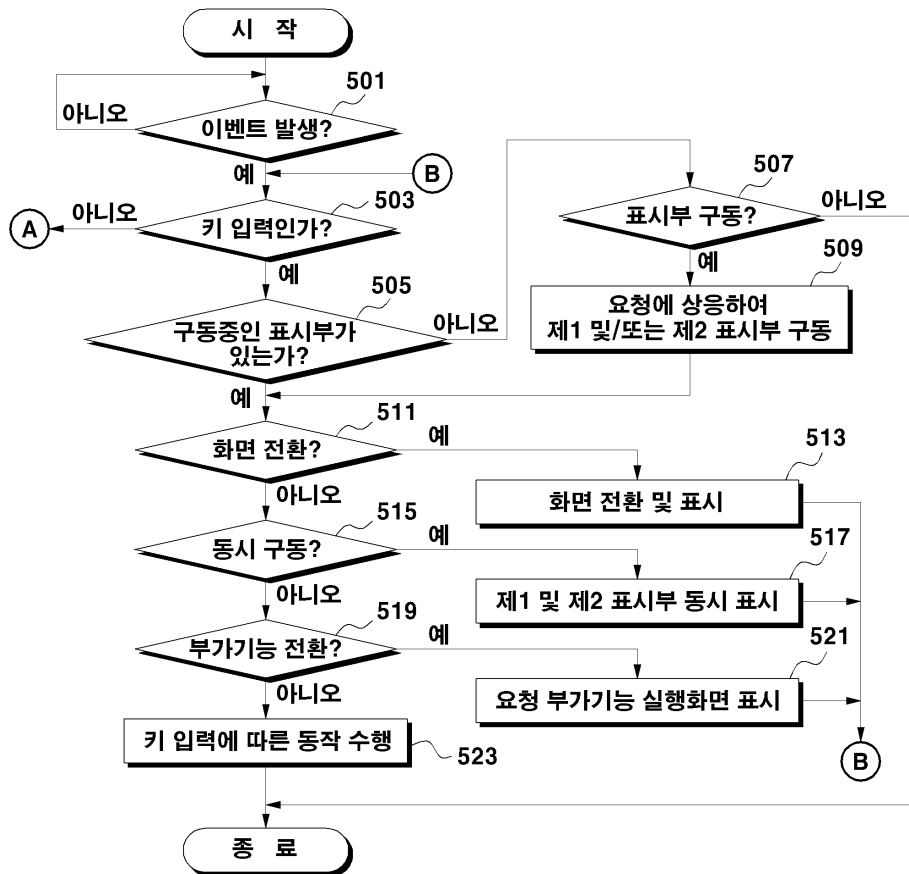 시 작
501
아니오
이벤트 발생?
예
B
503
아니오
A
키 입력인가?
예
505
구동중인 표시부가
있는가?
아니오
507
표시부 구동?
아니오
예
509
요청에 상응하여
제1 및/또는 제2 표시부 구동
예
511
화면 전환?
예
513
화면 전환 및 표시
아니오
515
동시 구동?
예
517
제1 및 제2 표시부 동시 표시
아니오
519
부가기능 전환?
예
521
요청 부가기능 실행화면 표시
아니오
키 입력에 따른 동작 수행
523
B
종 료